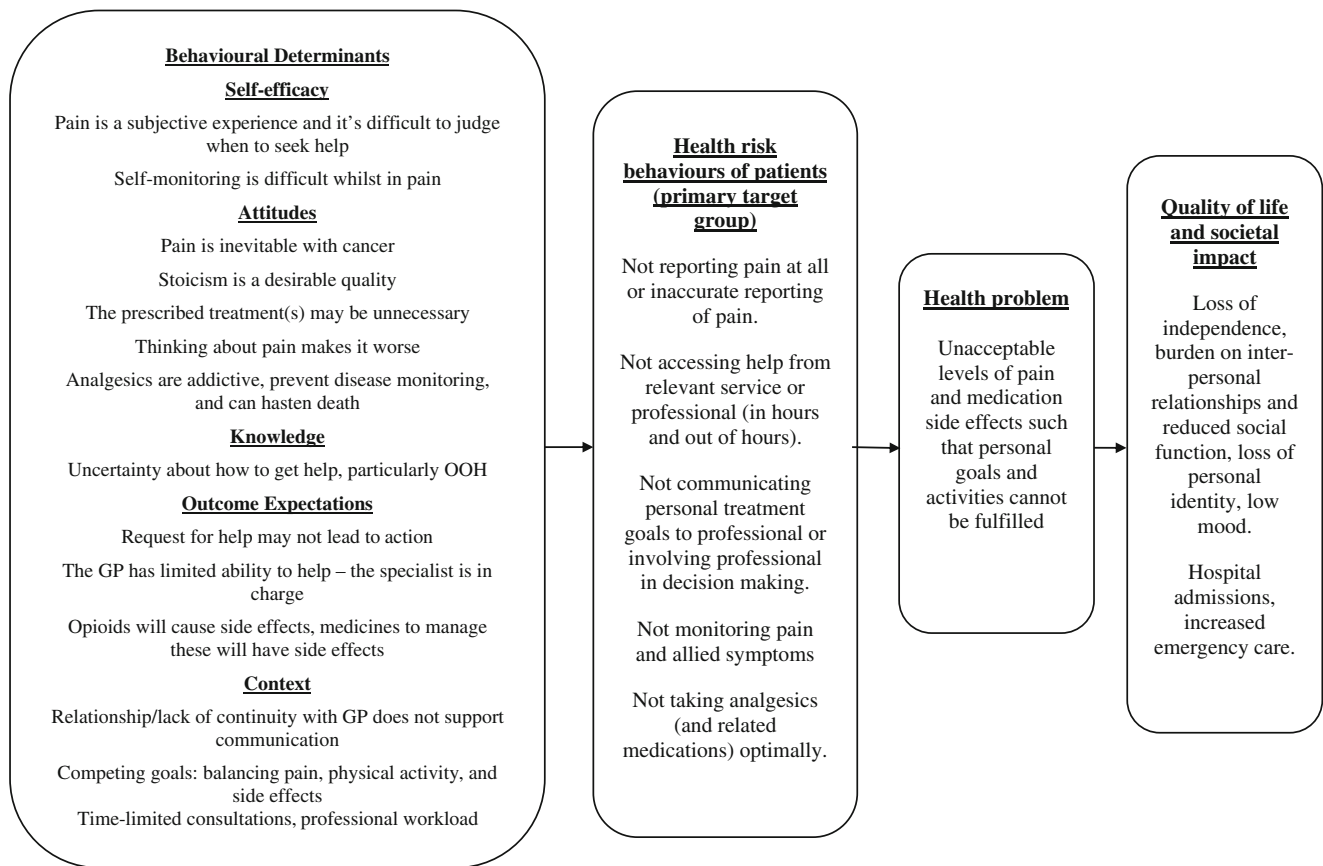 Behavioural Determinants
Self-efficacy
Pain is a subjective experience and it's difficult to judge
when to seek help
Self-monitoring is difficult whilst in pain
Attitudes
Pain is inevitable with cancer
Stoicism is a desirable quality
The prescribed treatment(s) may be unnecessary
Thinking about pain makes it worse
Analgesics are addictive, prevent disease monitoring,
and can hasten death
Knowledge
Uncertainty about how to get help, particularly OOH
Outcome Expectations
Request for help may not lead to action
The GP has limited ability to help – the specialist is in
charge
Opioids will cause side effects, medicines to manage
these will have side effects
Context
Relationship/lack of continuity with GP does not support
communication
Competing goals: balancing pain, physical activity, and
side effects
Time-limited consultations, professional workload
Health risk
behaviours of patients
(primary target
group)
Not reporting pain at all
or inaccurate reporting
of pain.
Not accessing help from
relevant service or
professional (in hours
and out of hours).
Not communicating
personal treatment
goals to professional or
involving professional
in decision making.
Not monitoring pain
and allied symptoms
Not taking analgesics
(and related
medications) optimally.
Health problem
Unacceptable
levels of pain
and medication
side effects such
that personal
goals and
activities cannot
be fulfilled
Quality of life
and societal
impact
Loss of
independence,
burden on inter-
personal
relationships and
reduced social
function, loss of
personal
identity, low
mood.
Hospital
admissions,
increased
emergency care.